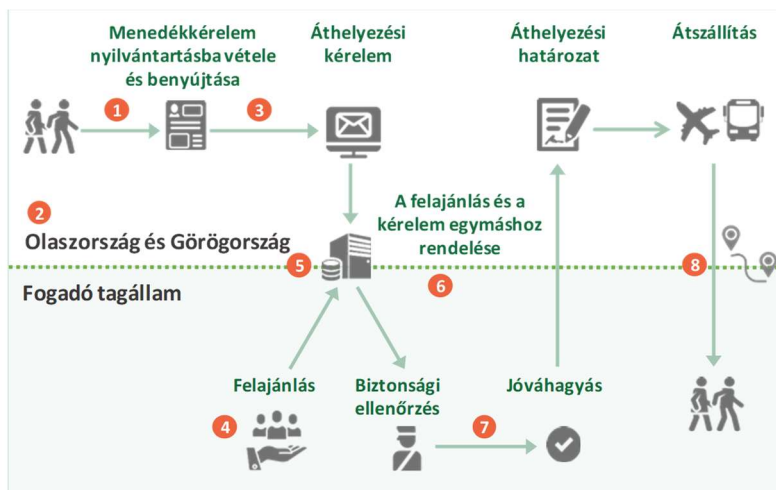 Menedékkérelem
nyilvántartásba vétele
és benyújtása
Áthelyezési
kérelem
Áthelyezési
határozat
Átszállítás
1
3
2
Olaszország és Görögország
A felajánlás és a
kérelem egymáshoz
rendelése
5
6
8
Fogadó tagállam
Felajánlás
Biztonsági
ellenőrzés
Jóváhagyás
4
7